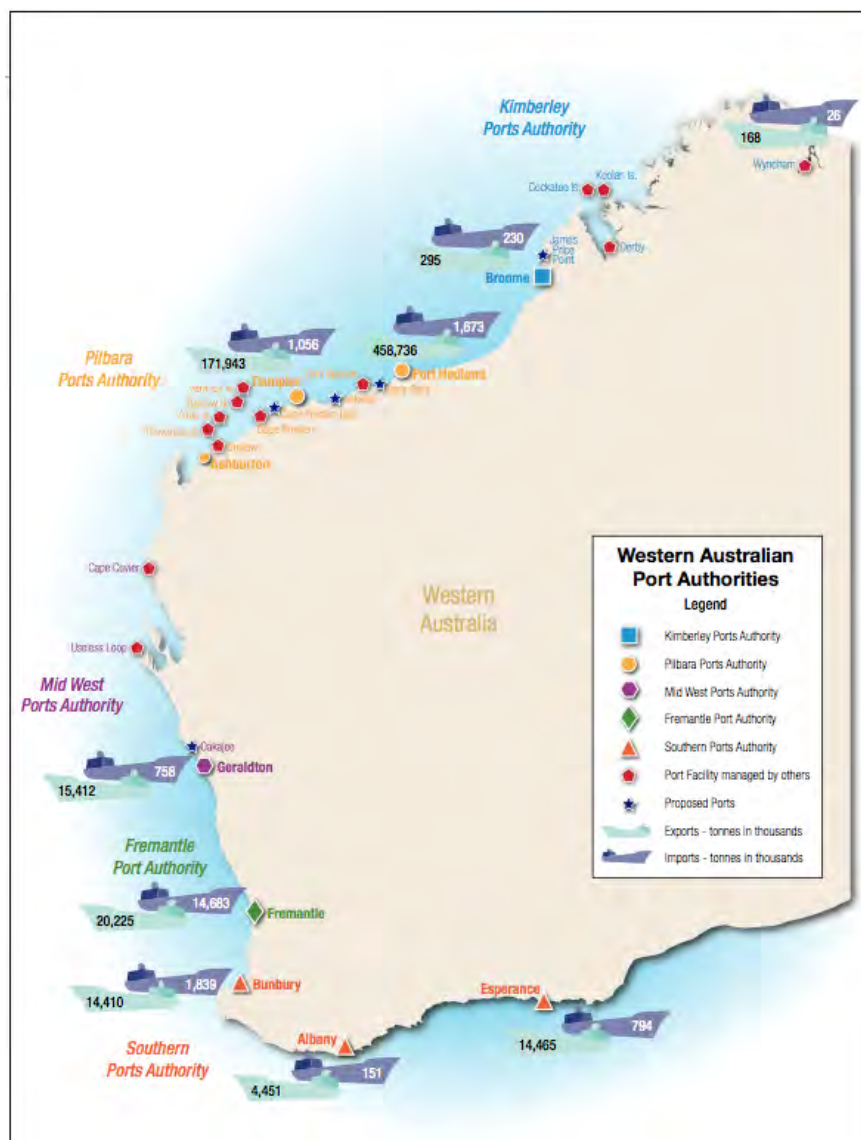 Kimberley
Ports Authority
26
168
Wyndham
Koolan Is.
Cockatoo Is.
Derby
230
295
James
Price
Point
Broome
1,673
458,736
Port Hedland
1,056
171,943
Dampier
Pilbara
Ports Authority
Ashburton
Cape Cuvier
Useless Loop
Western
Australia
Mid West
Ports Authority
Oakajee
Geraldton
758
15,412
Fremantle
Port Authority
14,683
20,225
Fremantle
1,839
14,410
Bunbury
Esperance
794
14,465
Albany
151
4,451
Southern
Ports Authority
Western Australian
Port Authorities
Legend
Kimberley Ports Authority
Pilbara Ports Authority
Mid West Ports Authority
Fremantle Port Authority
Southern Ports Authority
Port Facility managed by others
Proposed Ports
Exports - tonnes in thousands
Imports - tonnes in thousands